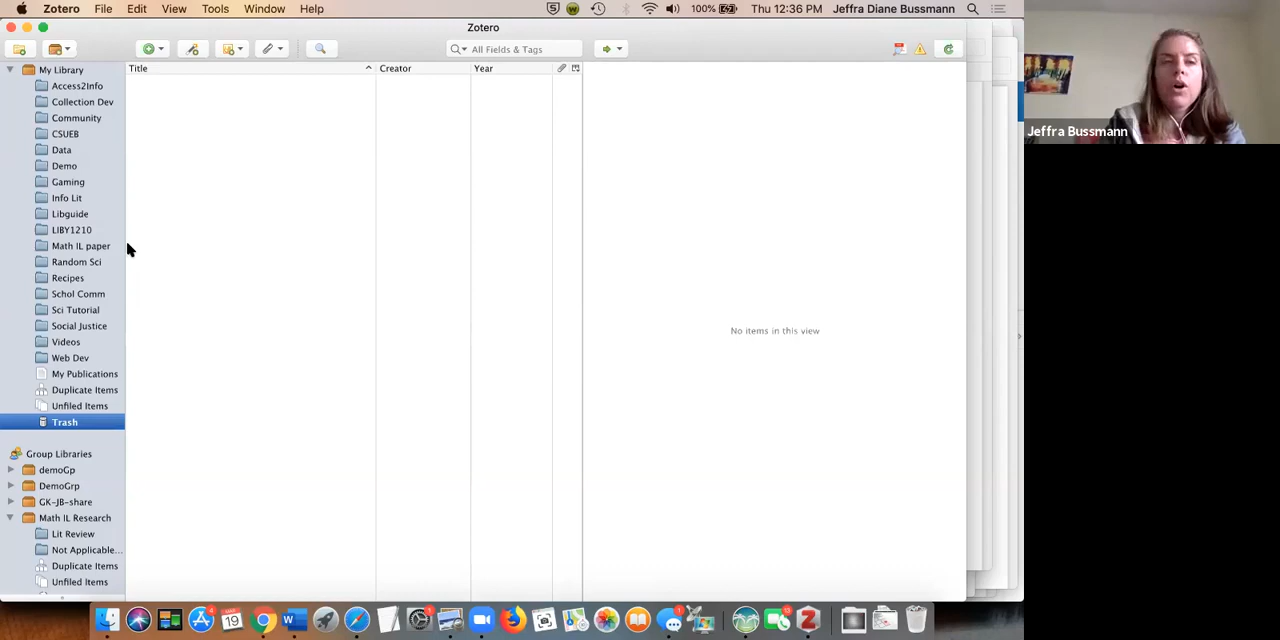 Zotero File Edit View Tools Window Help 100% Thu 12:36 PM Jeffra Diane Bussmann
Zotero
All Fields & Tags
Title Creator Year
My Library
Access2Info
Collection Dev
Community
CSUEB
Data
Demo
Gaming
Info Lit
Libguide
LIBY1210
Math IL paper
Random Sci
Recipes
Schol Comm
Sci Tutorial
Social Justice
Videos
Web Dev
My Publications
Duplicate Items
Unfiled Items
Trash
Group Libraries
demoGp
DemoGrp
GK-JB-share
Math IL Research
Lit Review
Not Applicable...
Duplicate Items
Unfiled Items
No items in this view
Jeffra Bussmann